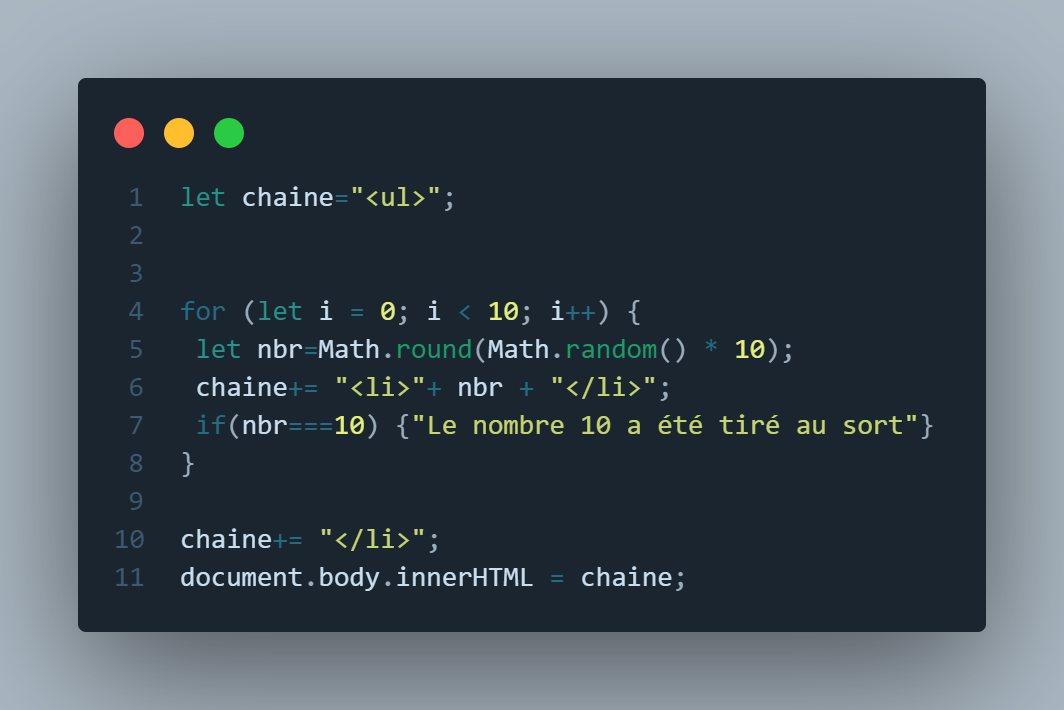 1 let chaine="<ul>";
2
3
4 for (let i = 0; i < 10; i++) {
5 let nbr=Math.round(Math.random() * 10);
6 chaine+= "<li>"+ nbr + "</li>";
7 if(nbr===10) {"Le nombre 10 a été tiré au sort"}
8 }
9
10 chaine+= "</li>";
11 document.body.innerHTML = chaine;